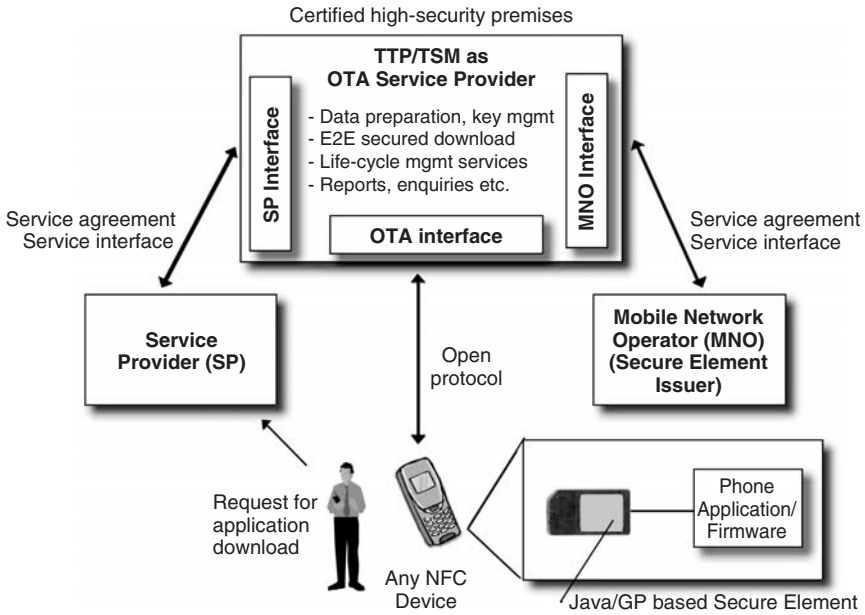 Certified high-security premises
TTP/TSM as
OTA Service Provider
- Data preparation, key mgmt
- E2E secured download
- Life-cycle mgmt services
- Reports, enquiries etc.
SP Interface
MNO Interface
OTA interface
Service agreement
Service interface
Service agreement
Service interface
Service
Provider (SP)
Open
protocol
Mobile Network
Operator (MNO)
(Secure Element
Issuer)
Request for
application
download
Any NFC
Device
Phone
Application/
Firmware
Java/GP based Secure Element